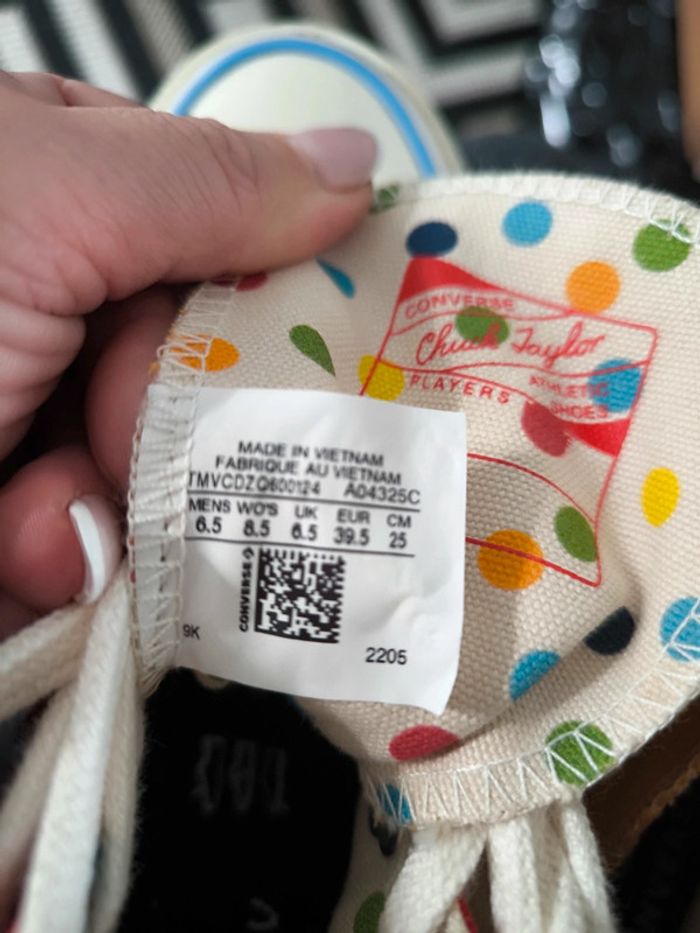 CONVERSE
Chuck Taylor
PLAYERS ATHLETIC
SHOES
MADE IN VIETNAM
FABRIQUE AU VIETNAM
TMVCDZQ600124 A04325C
MENS WO'S UK EUR CM
6.5 8.5 6.5 39.5 25
CONVERSE
9K
2205